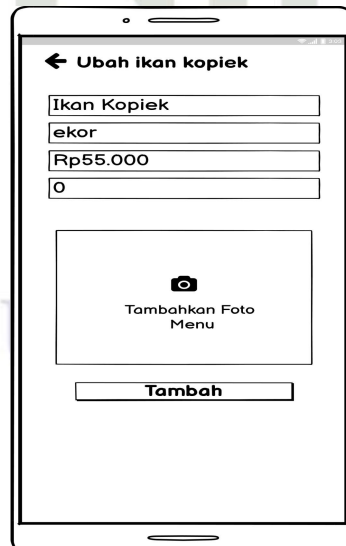 Ubah ikan kopiek
Ikan Kopiek
ekor
Rp55.000
0
Tambahkan Foto
Menu
Tambah